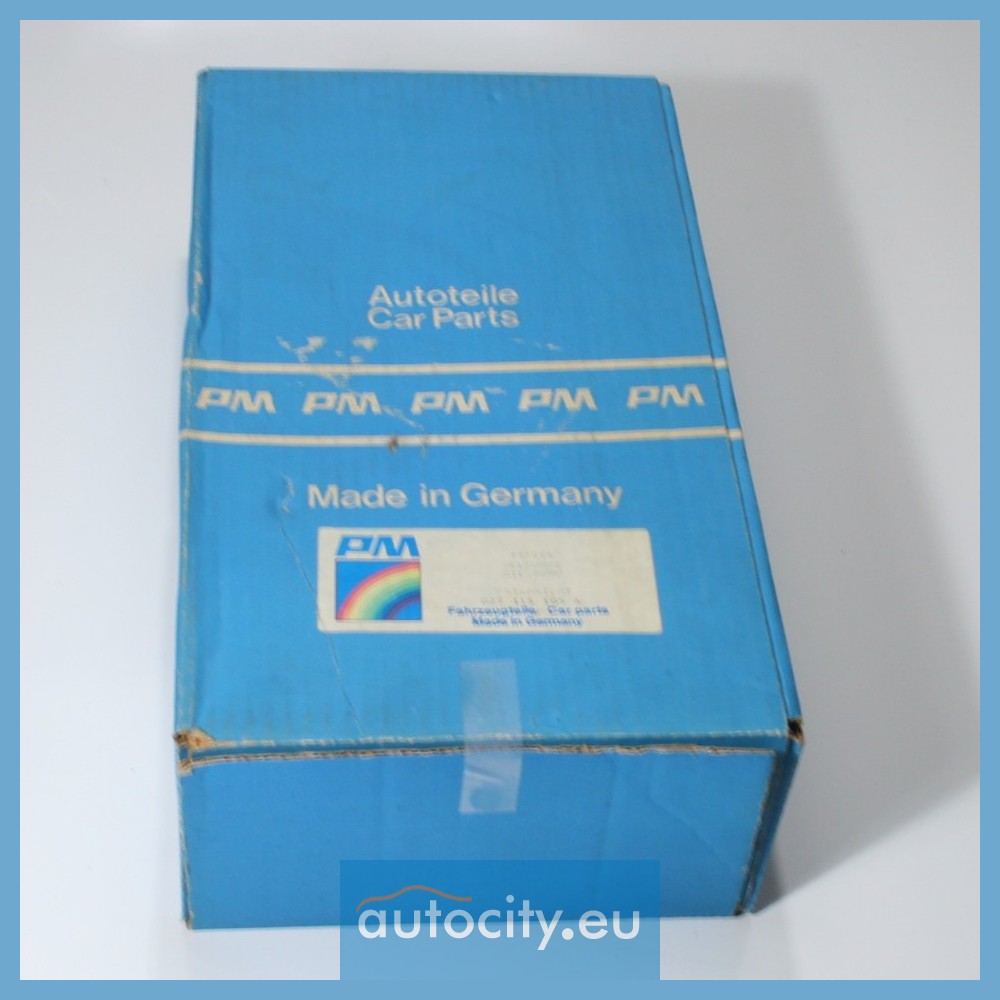 Autoteile
Car Parts
PM PM PM PM PM
Made in Germany
PM
Fahrzeugteile Car parts
Made in Germany
autocity.eu